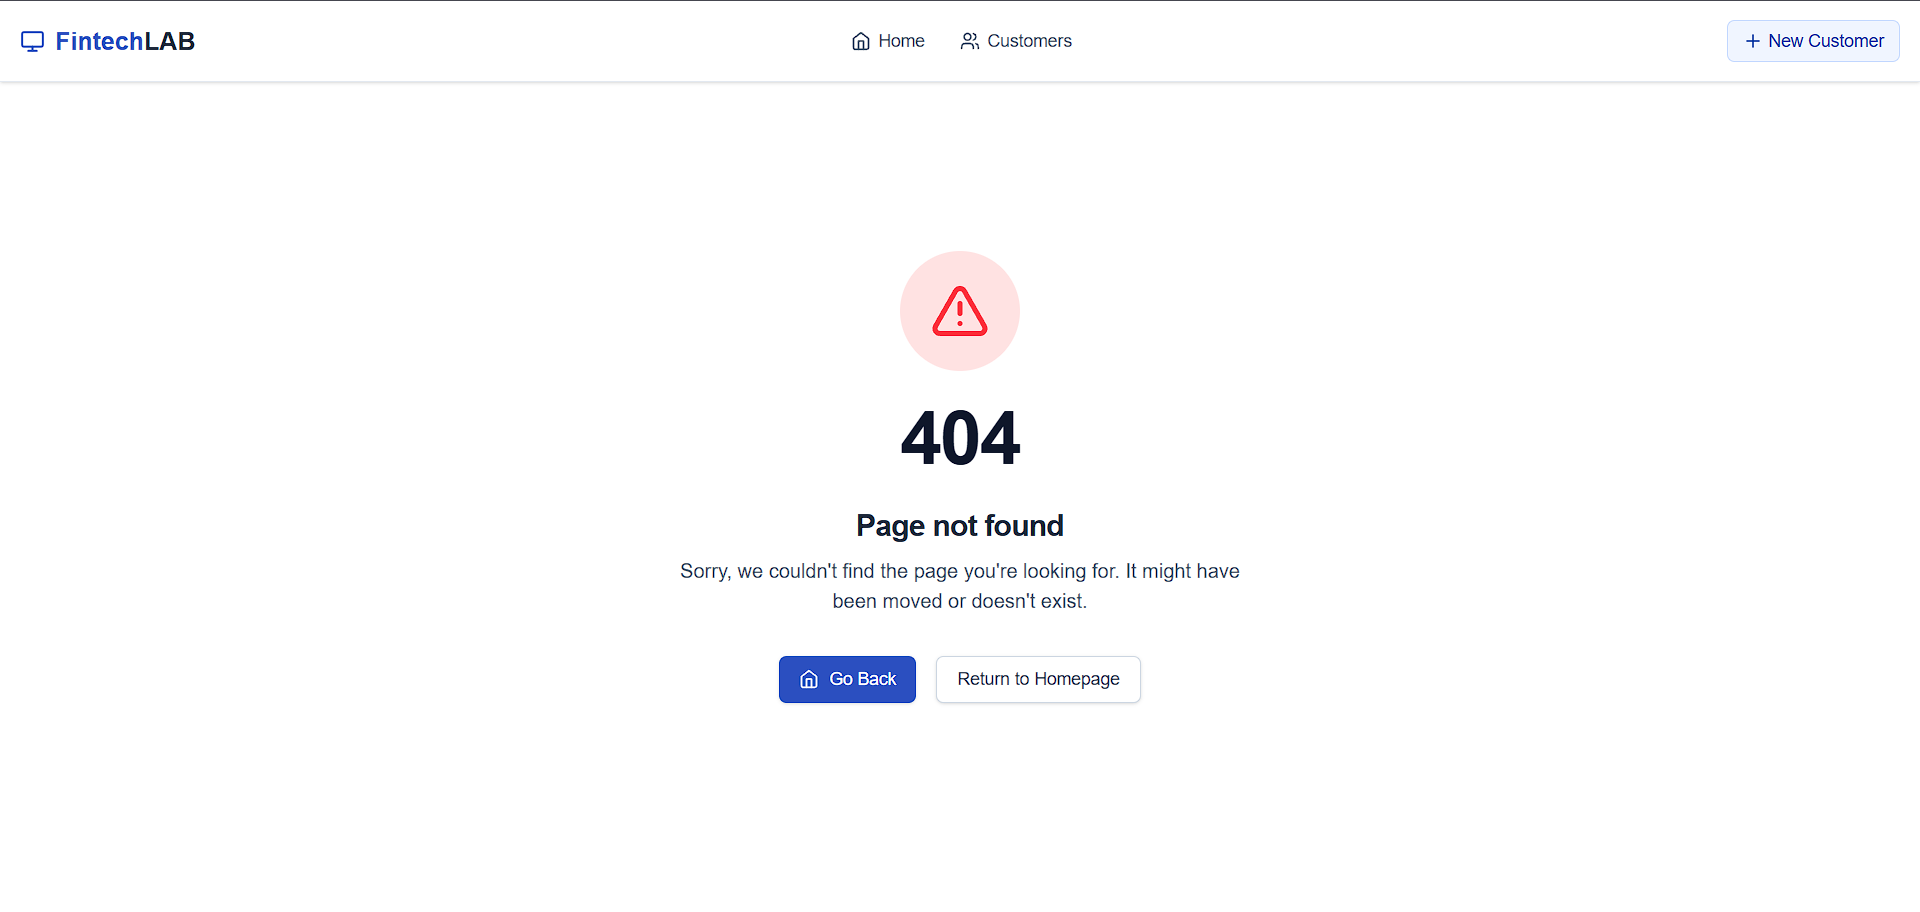 FintechLAB
Home
Customers
New Customer
404
Page not found
Sorry, we couldn't find the page you're looking for. It might have
been moved or doesn't exist.
Go Back
Return to Homepage